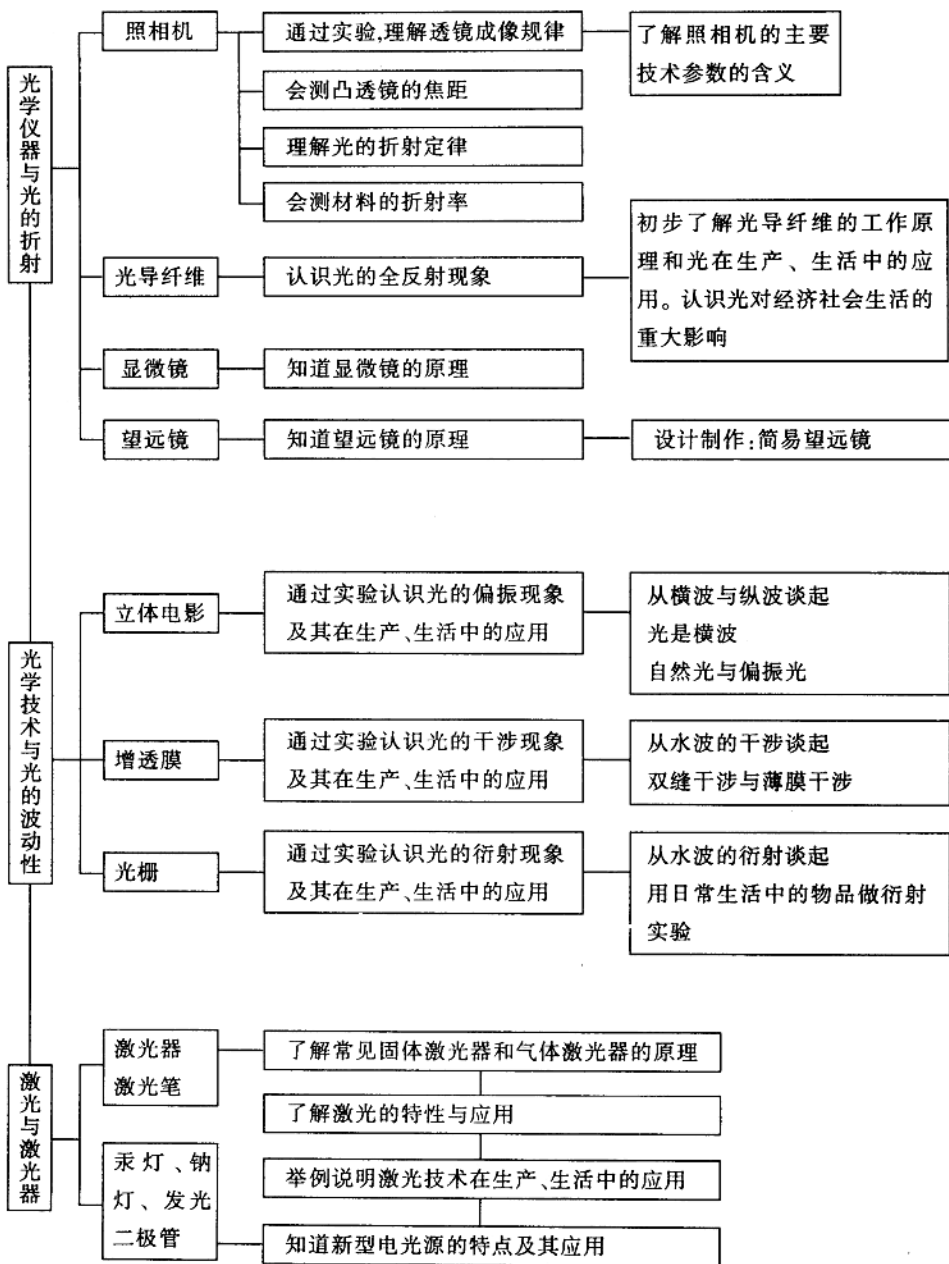 光学仪器与光的折射
照相机
通过实验,理解透镜成像规律
了解照相机的主要
技术参数的含义
会测凸透镜的焦距
理解光的折射定律
会测材料的折射率
光导纤维
认识光的全反射现象
初步了解光导纤维的工作原
理和光在生产、生活中的应
用。认识光对经济社会生活的
重大影响
显微镜
知道显微镜的原理
望远镜
知道望远镜的原理
设计制作:简易望远镜
光学技术与光的波动性
立体电影
通过实验认识光的偏振现象
及其在生产、生活中的应用
从横波与纵波谈起
光是横波
自然光与偏振光
增透膜
通过实验认识光的干涉现象
及其在生产、生活中的应用
从水波的干涉谈起
双缝干涉与薄膜干涉
光栅
通过实验认识光的衍射现象
及其在生产、生活中的应用
从水波的衍射谈起
用日常生活中的物品做衍射
实验
激光与激光器
激光器
激光笔
了解常见固体激光器和气体激光器的原理
了解激光的特性与应用
举例说明激光技术在生产、生活中的应用
汞灯、钠
灯、发光
二极管
知道新型电光源的特点及其应用